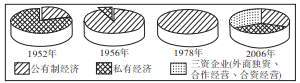 1952年 1956年 1978年 2006年
公有制经济
私有经济
三资企业(外商独资、
合作经营、合资经营)